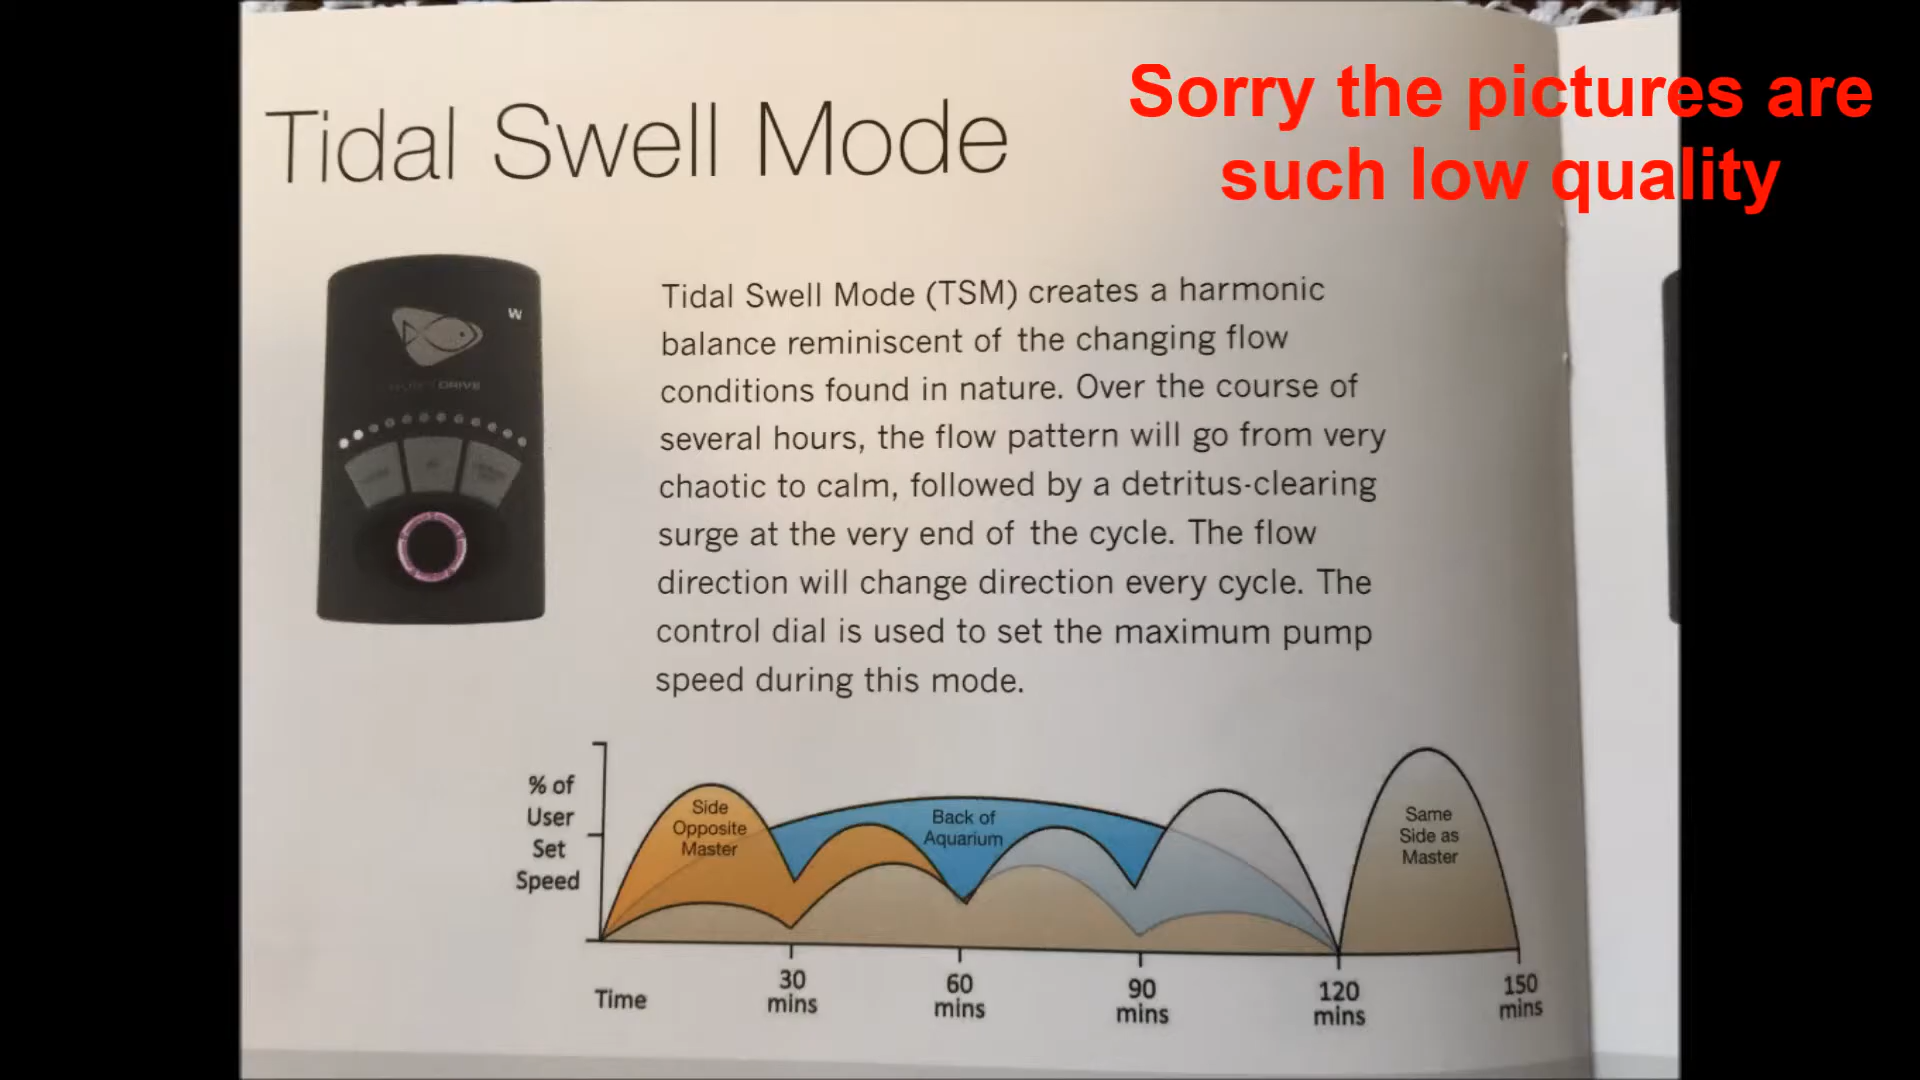 Sorry the pictures are
such low quality
Tidal Swell Mode
W
Tidal Swell Mode (TSM) creates a harmonic
balance reminiscent of the changing flow
conditions found in nature. Over the course of
several hours, the flow pattern will go from very
chaotic to calm, followed by a detritus-clearing
surge at the very end of the cycle. The flow
direction will change direction every cycle. The
control dial is used to set the maximum pump
speed during this mode.
% of
User
Set
Speed
Side
Opposite
Master
Back of
Aquarium
Same
Side as
Master
Time
30
mins
60
mins
90
mins
120
mins
150
mins